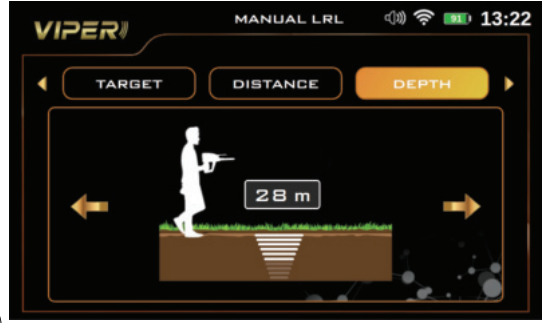 VIPER
MANUAL LRL
91
13:22
TARGET
DISTANCE
DEPTH
28 m